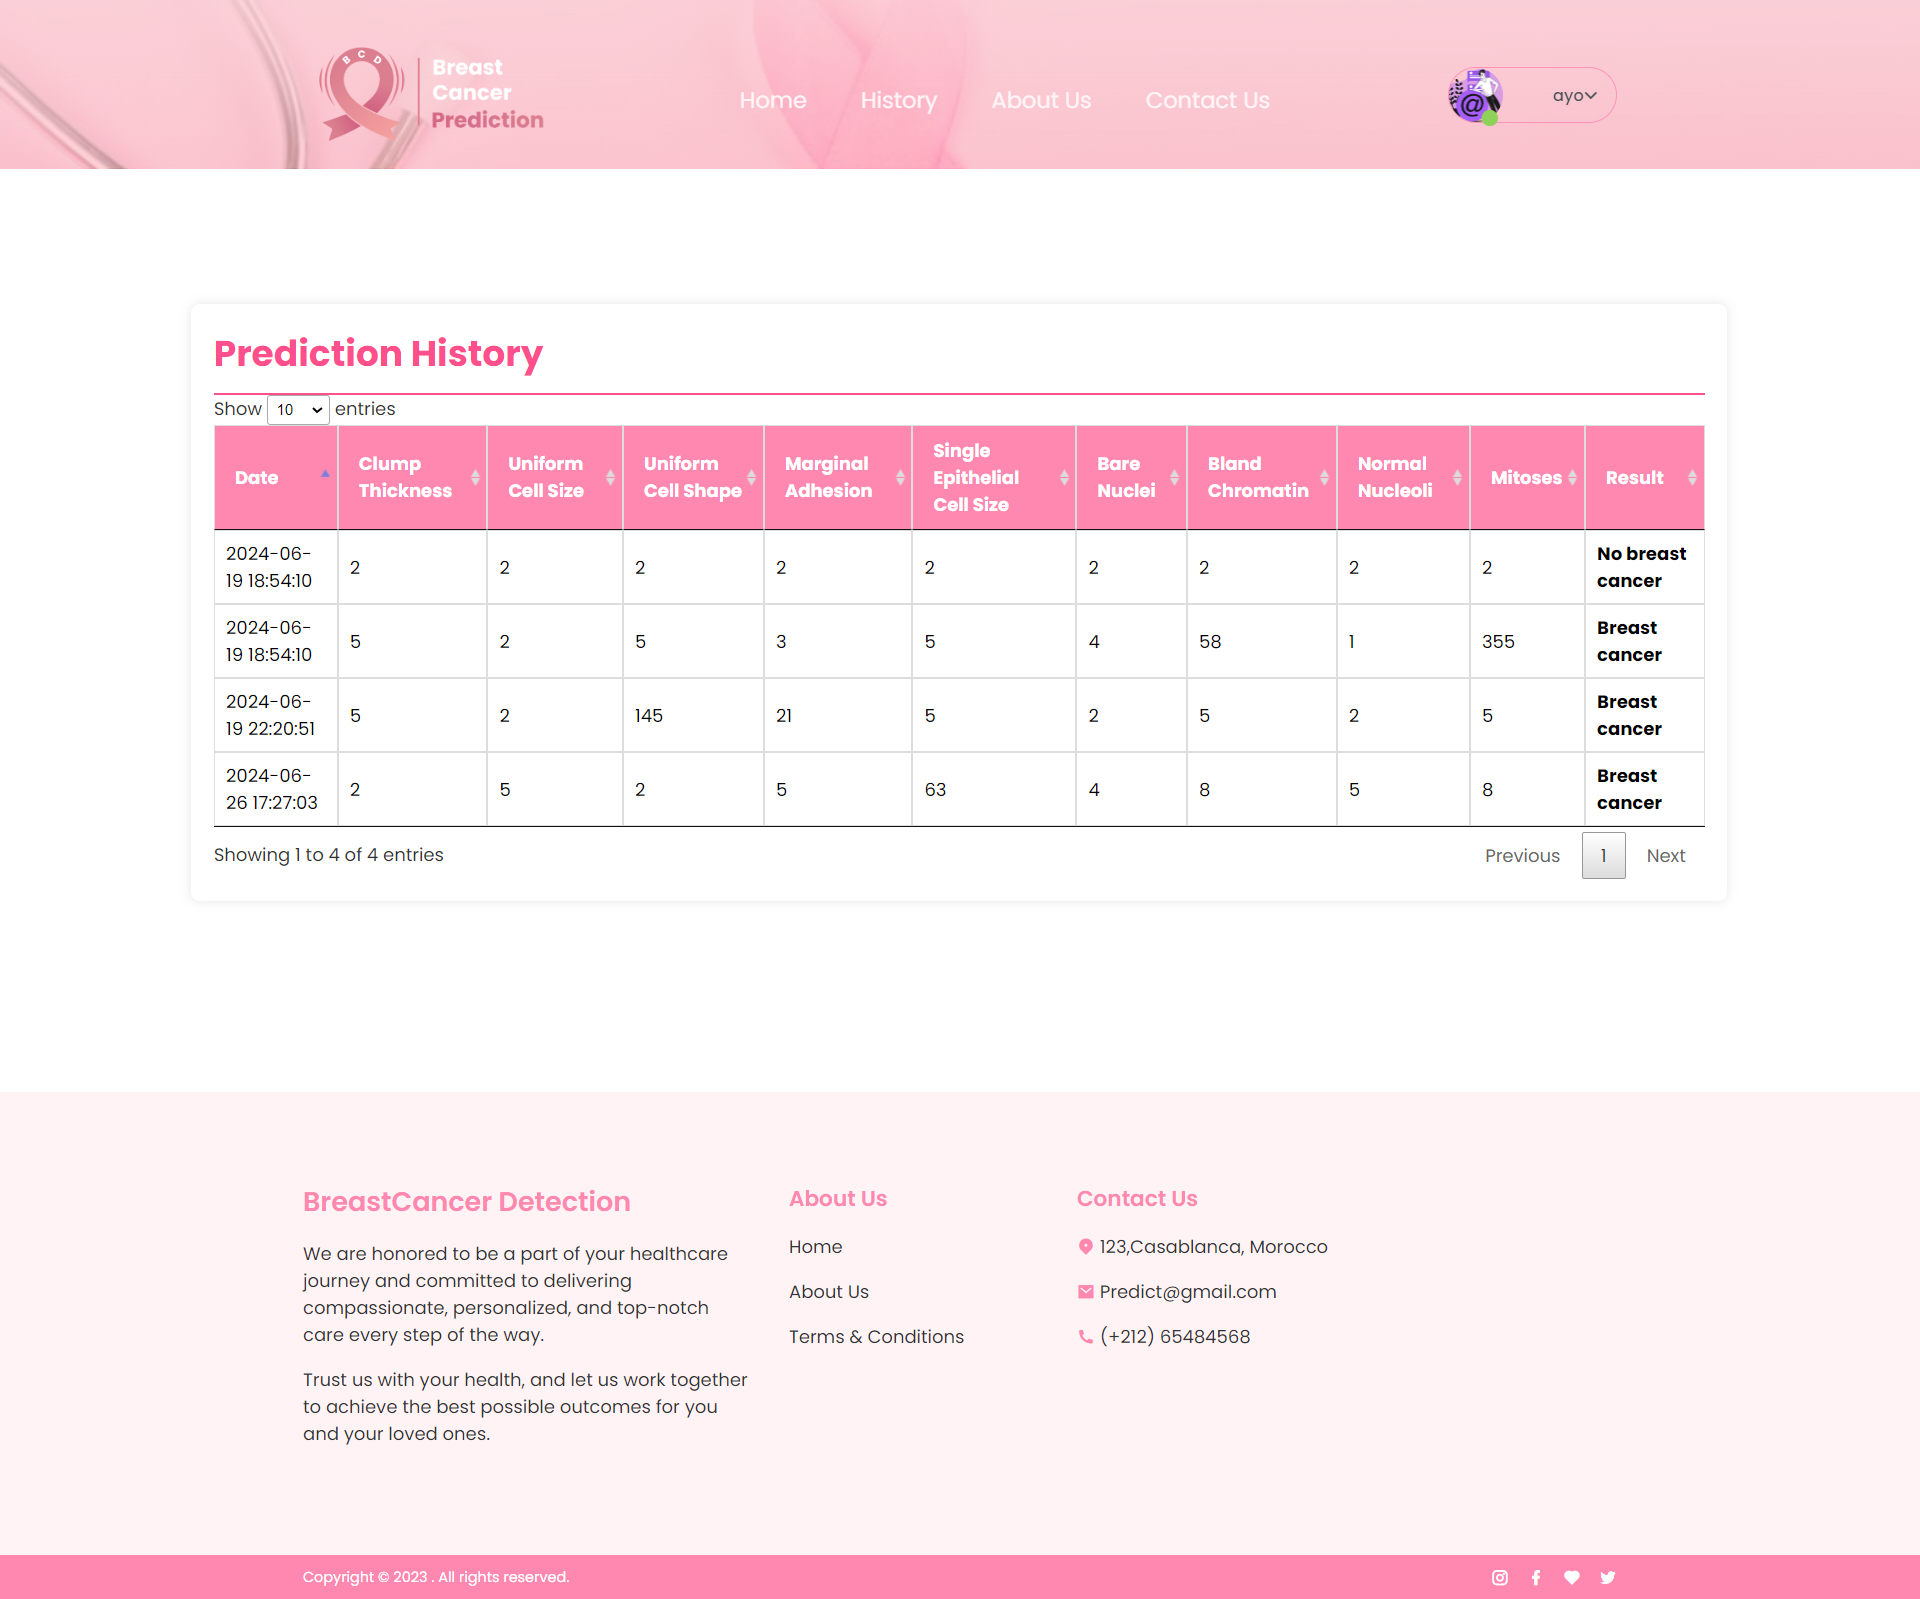 B C D
Breast
Cancer
Prediction
Home History About Us Contact Us
@
ayo
Prediction History
Show 10 entries
Date Clump Thickness Uniform Cell Size Uniform Cell Shape Marginal Adhesion Single Epithelial Cell Size Bare Nuclei Bland Chromatin Normal Nucleoli Mitoses Result
2024-06-19 18:54:10 2 2 2 2 2 2 2 2 2 No breast cancer
2024-06-19 18:54:10 5 2 5 3 5 4 58 1 355 Breast cancer
2024-06-19 22:20:51 5 2 145 21 5 2 5 2 5 Breast cancer
2024-06-26 17:27:03 2 5 2 5 63 4 8 5 8 Breast cancer
Showing 1 to 4 of 4 entries
Previous 1 Next
BreastCancer Detection
We are honored to be a part of your healthcare
journey and committed to delivering
compassionate, personalized, and top-notch
care every step of the way.
Trust us with your health, and let us work together
to achieve the best possible outcomes for you
and your loved ones.
About Us
Home
About Us
Terms & Conditions
Contact Us
123,Casablanca, Morocco
Predict@gmail.com
(+212) 65484568
Copyright © 2023 . All rights reserved.